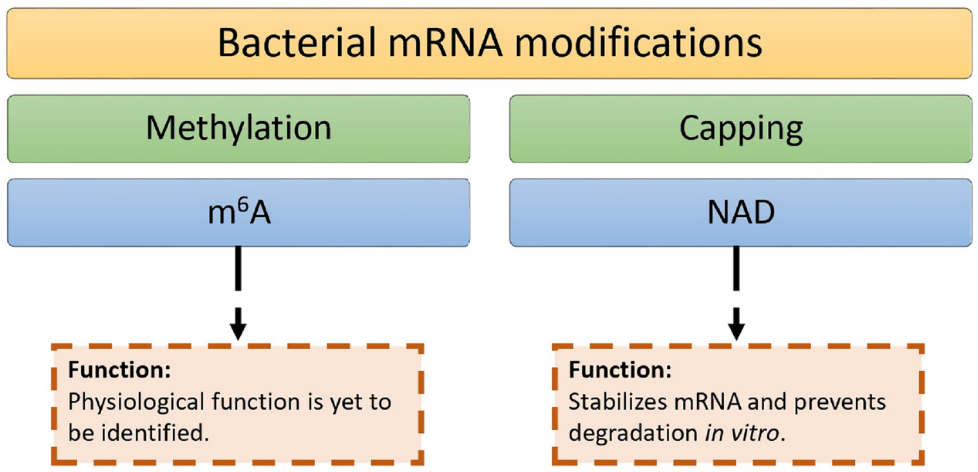 Bacterial mRNA modifications
Methylation
Capping
m⁶A
NAD
Function:
Physiological function is yet to
be identified.
Function:
Stabilizes mRNA and prevents
degradation in vitro.